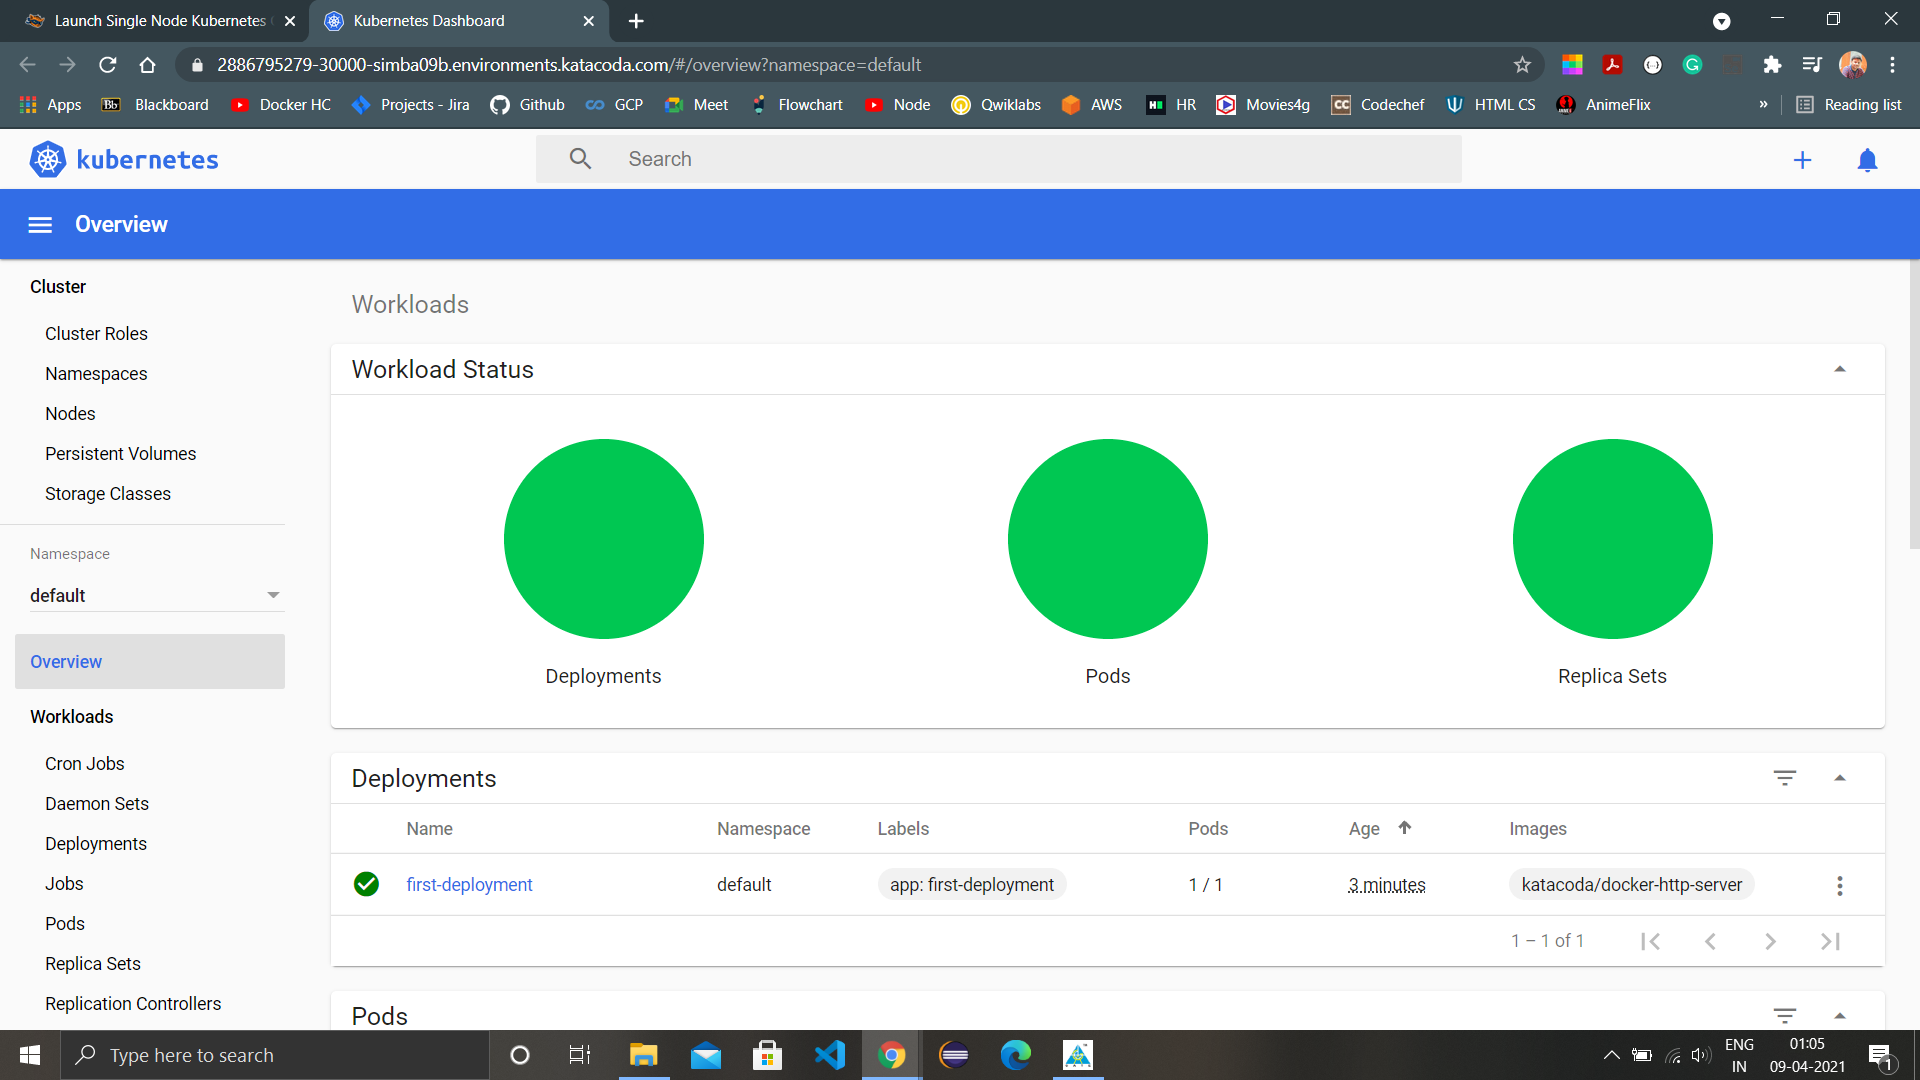 Launch Single Node Kubernetes
Kubernetes Dashboard
2886795279-30000-simba09b.environments.katacoda.com/#/overview?namespace=default
Apps
Bb Blackboard
Docker HC
Projects - Jira
Github
GCP
Meet
Flowchart
Node
Qwiklabs
AWS
HR
Movies4g
CC Codechef
HTML CS
AnimeFlix
»
Reading list
kubernetes
Search
Overview
Cluster
Cluster Roles
Namespaces
Nodes
Persistent Volumes
Storage Classes
Namespace
default
Overview
Workloads
Cron Jobs
Daemon Sets
Deployments
Jobs
Pods
Replica Sets
Replication Controllers
Workloads
Workload Status
Deployments Pods Replica Sets
Deployments
Name Namespace Labels Pods Age Images
first-deployment default app: first-deployment 1 / 1 3 minutes katacoda/docker-http-server
1 – 1 of 1
Pods
Type here to search
ENG
IN
01:05
09-04-2021
1